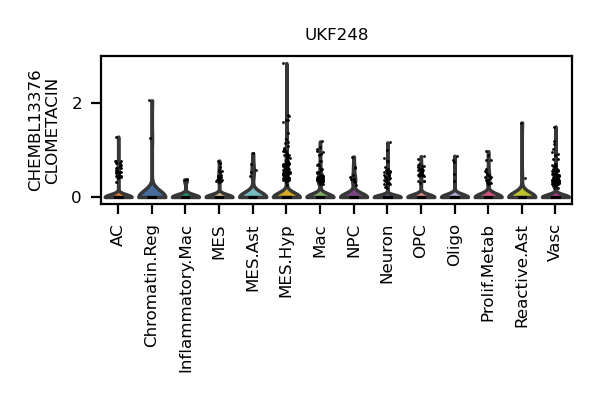 UKF248
CHEMBL13376
CLOMETACIN
2
0
AC
Chromatin.Reg
Inflammatory.Mac
MES
MES.Ast
MES.Hyp
Mac
NPC
Neuron
OPC
Oligo
Prolif.Metab
Reactive.Ast
Vasc